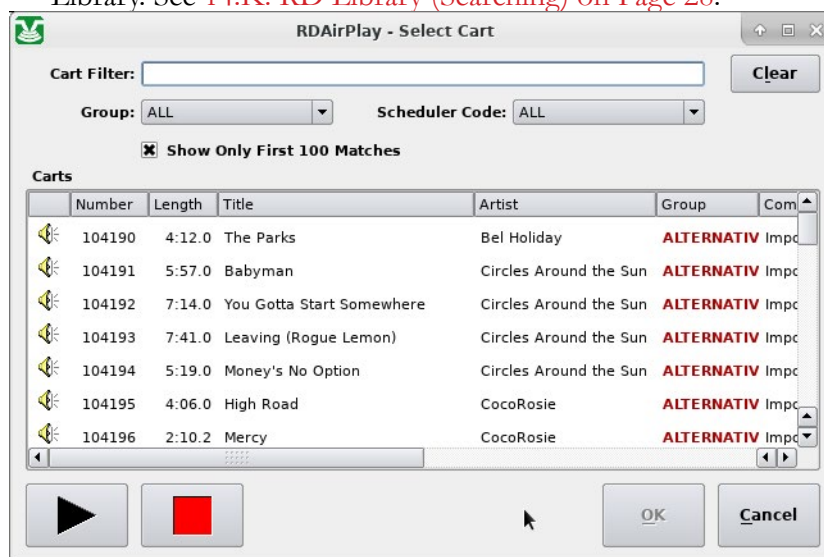 Library. See 14.K. RD Library (Searching) on Page 28.
RDAirPlay - Select Cart
Cart Filter: Clear
Group: ALL Scheduler Code: ALL
Show Only First 100 Matches
Carts
Number Length Title Artist Group Com
104190 4:12.0 The Parks Bel Holiday ALTERNATIV Impo
104191 5:57.0 Babyman Circles Around the Sun ALTERNATIV Impo
104192 7:14.0 You Gotta Start Somewhere Circles Around the Sun ALTERNATIV Impo
104193 7:41.0 Leaving (Rogue Lemon) Circles Around the Sun ALTERNATIV Impo
104194 5:19.0 Money's No Option Circles Around the Sun ALTERNATIV Impo
104195 4:06.0 High Road CocoRosie ALTERNATIV Impo
104196 2:10.2 Mercy CocoRosie ALTERNATIV Impo
OK Cancel